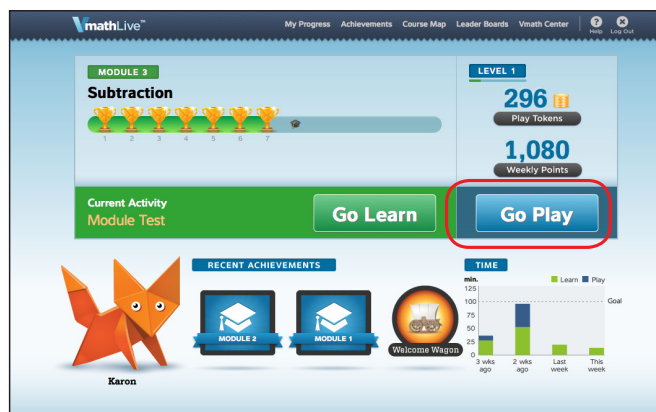 VmathLive™
My Progress Achievements Course Map Leader Boards Vmath Center
Help Log Out
MODULE 3
Subtraction
1 2 3 4 5 6 7
LEVEL 1
296
Play Tokens
1,080
Weekly Points
Current Activity
Module Test
Go Learn
Go Play
RECENT ACHIEVEMENTS
MODULE 2
MODULE 1
Welcome Wagon
Karon
TIME
min.
Learn Play
125
100
Goal
75
50
25
0
3 wks ago
2 wks ago
Last week
This week